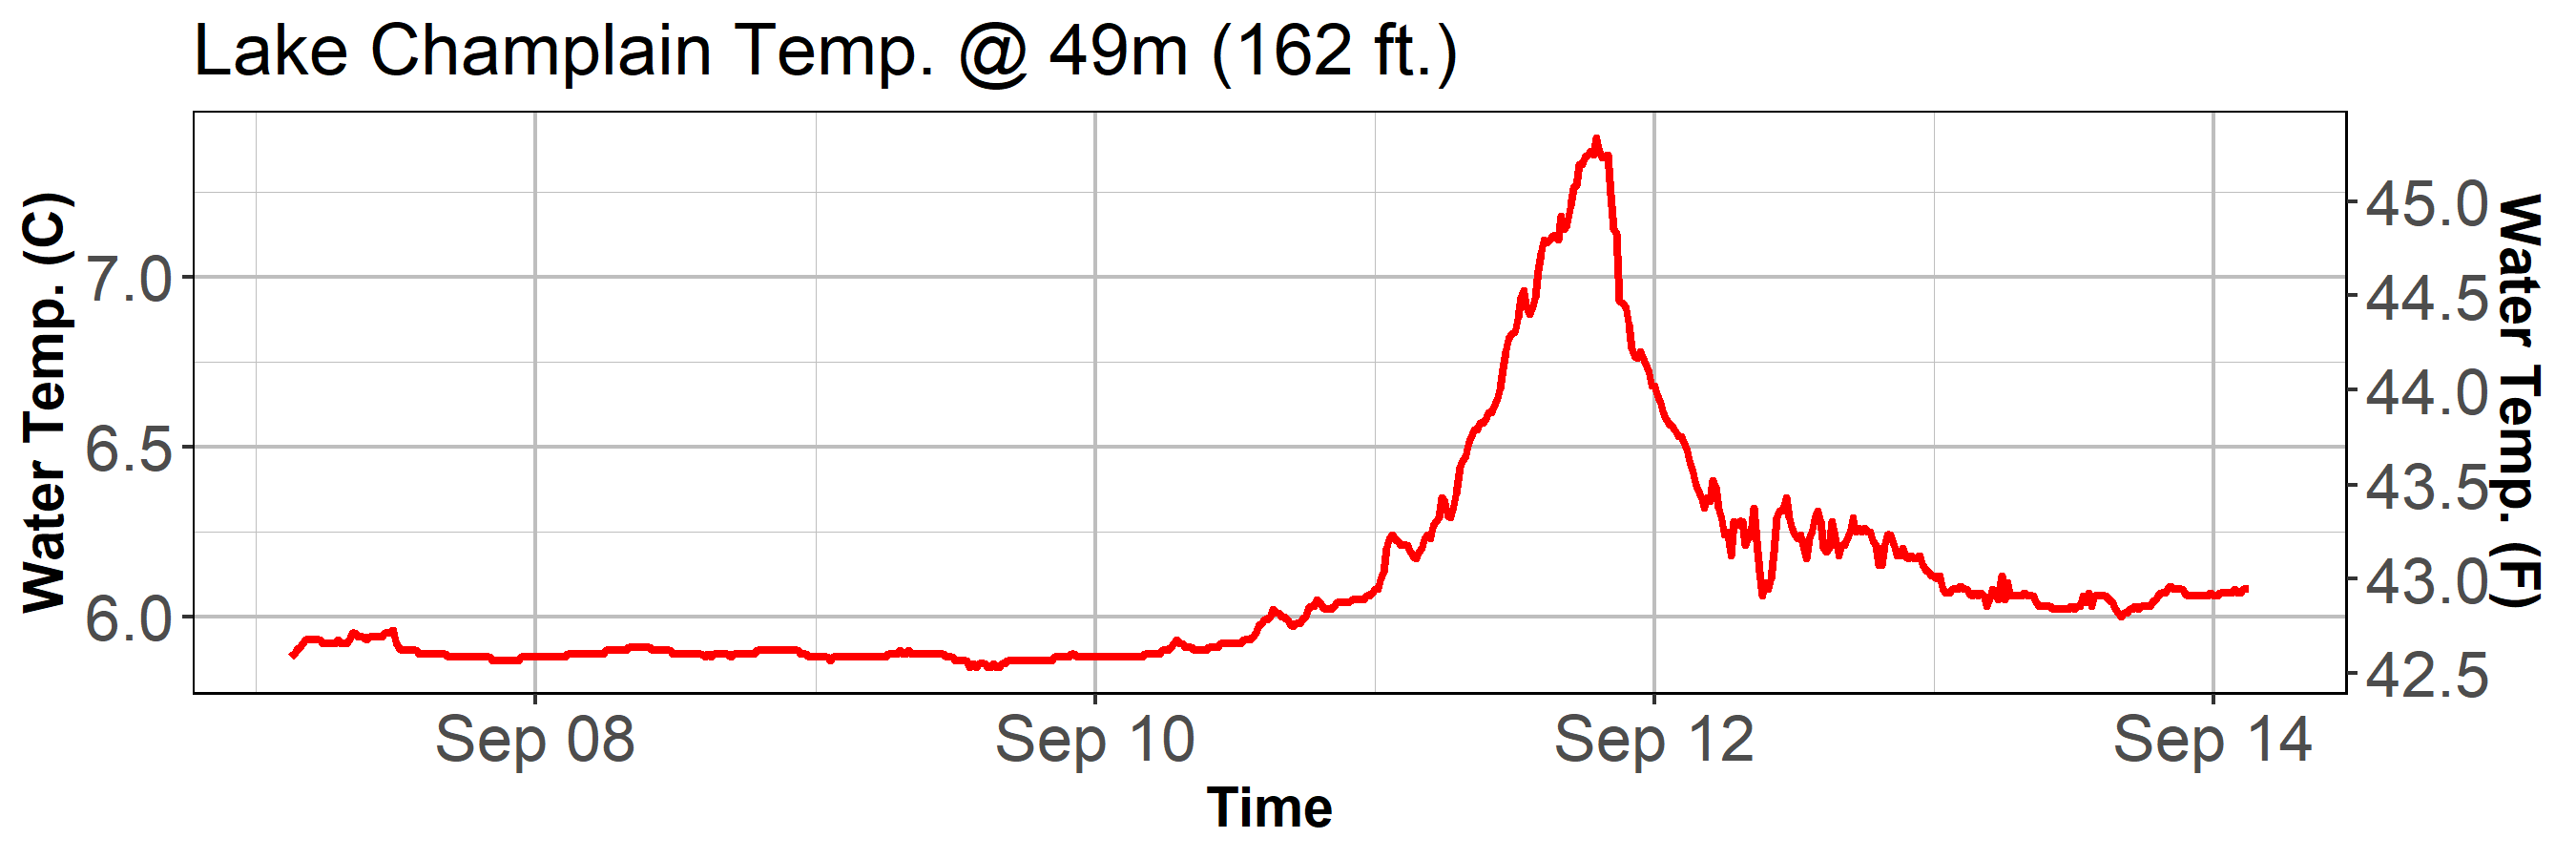 Lake Champlain Temp. @ 49m (162 ft.)
Water Temp. (C)
7.0
6.5
6.0
45.0
44.5
44.0
43.5
43.0
42.5
Water Temp. (F)
Sep 08
Sep 10
Sep 12
Sep 14
Time